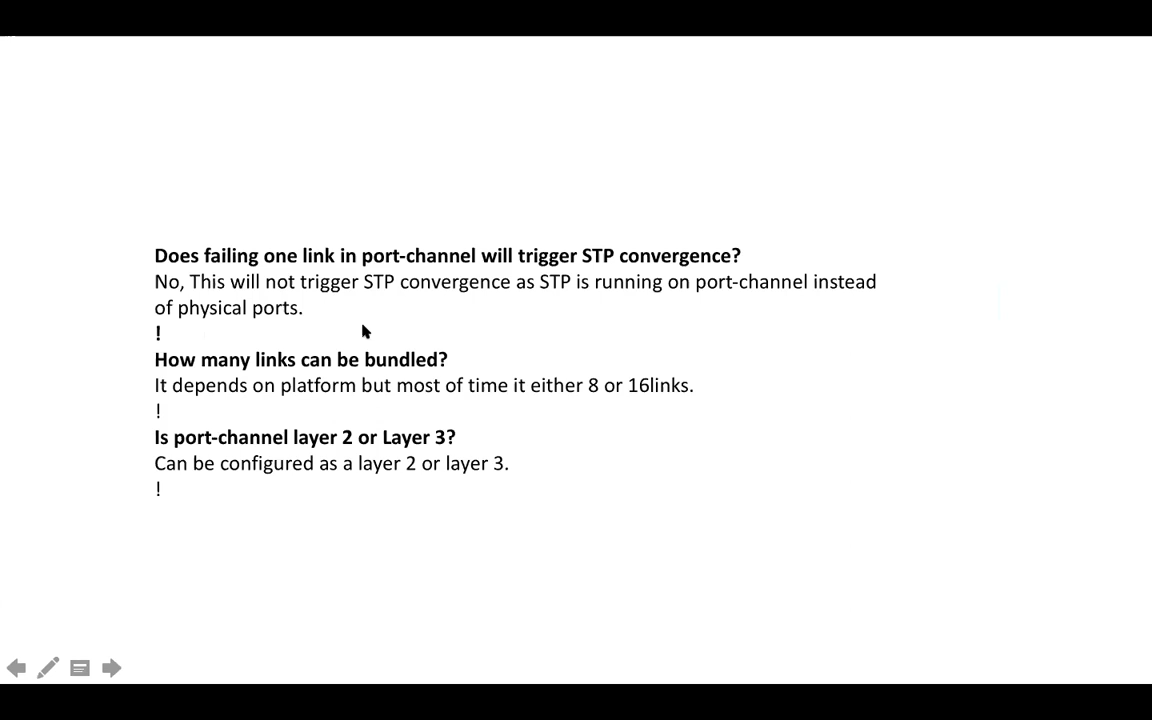 Does failing one link in port-channel will trigger STP convergence?
No, This will not trigger STP convergence as STP is running on port-channel instead
of physical ports.
!
How many links can be bundled?
It depends on platform but most of time it either 8 or 16links.
!
Is port-channel layer 2 or Layer 3?
Can be configured as a layer 2 or layer 3.
!